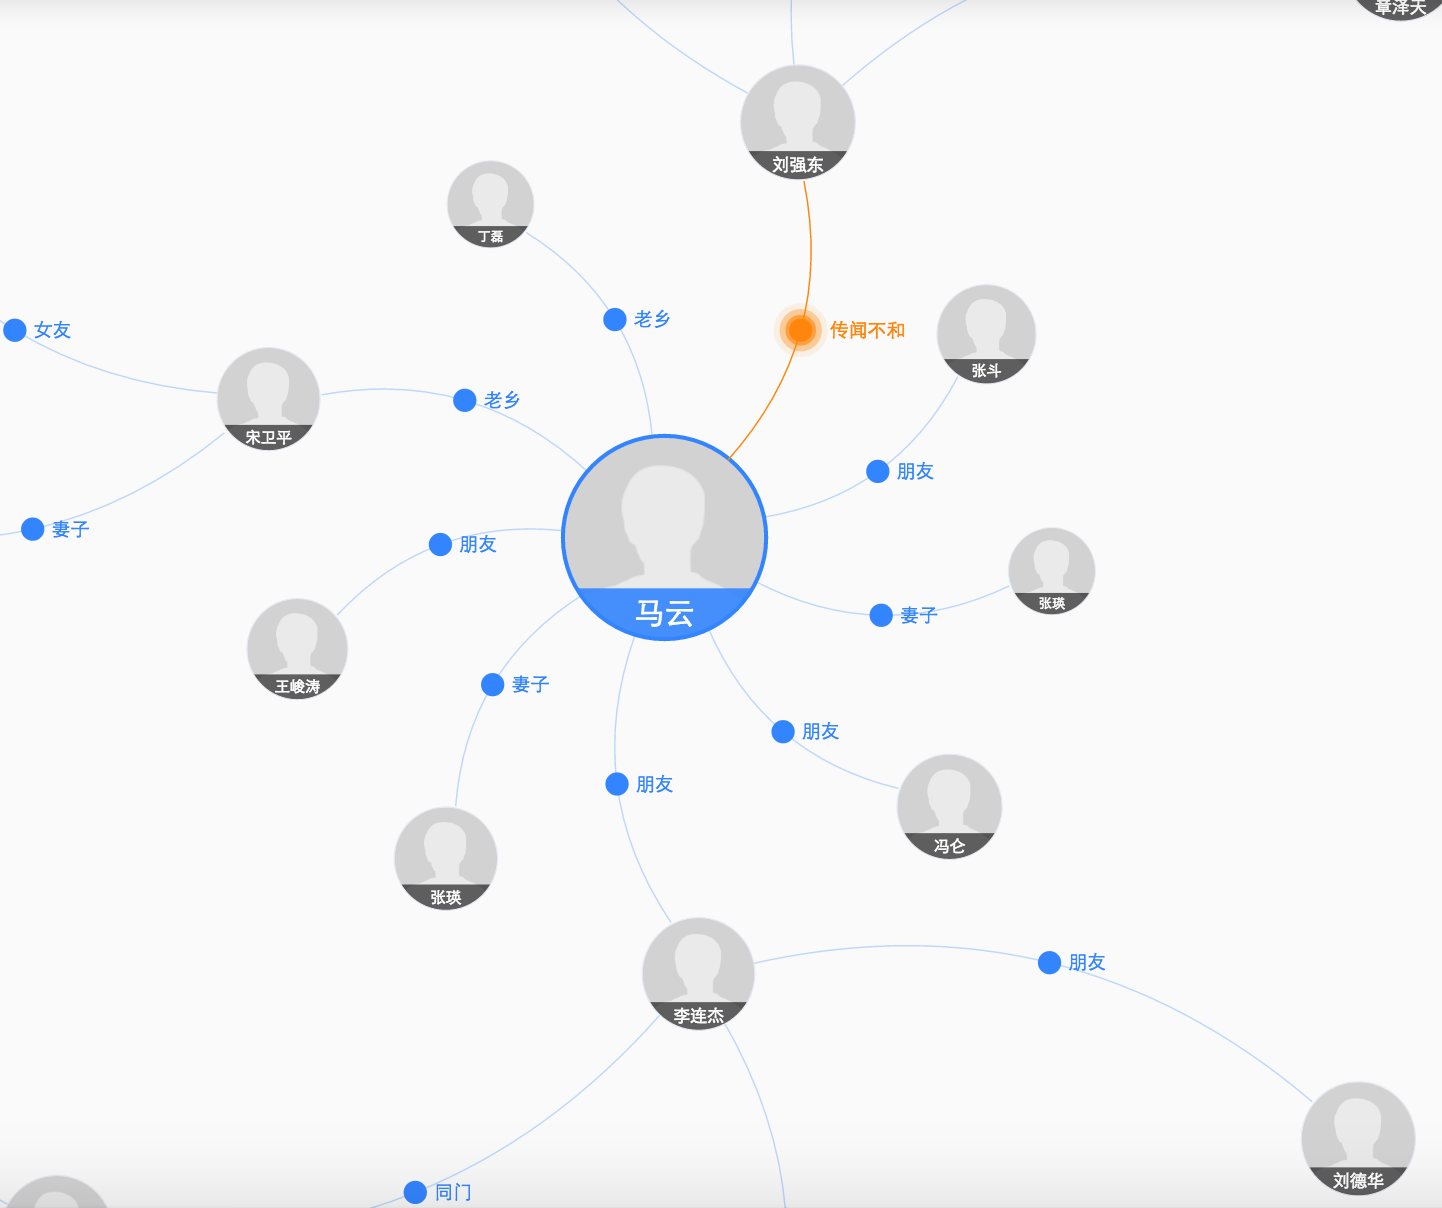 章泽天
刘强东
丁磊
老乡
女友
传闻不和
张斗
老乡
宋卫平
朋友
妻子
朋友
张瑛
马云
妻子
王峻涛
妻子
朋友
朋友
冯仑
张瑛
朋友
李连杰
刘德华
同门